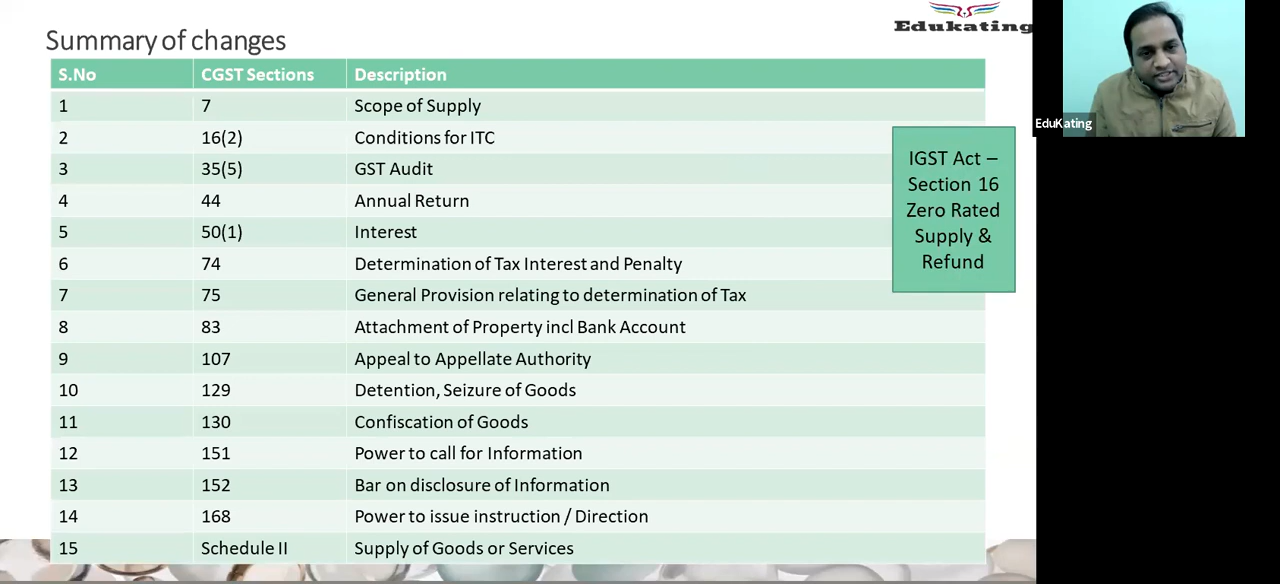 Edukating
Summary of changes
S.No CGST Sections Description
1 7 Scope of Supply
2 16(2) Conditions for ITC
3 35(5) GST Audit
4 44 Annual Return
5 50(1) Interest
6 74 Determination of Tax Interest and Penalty
7 75 General Provision relating to determination of Tax
8 83 Attachment of Property incl Bank Account
9 107 Appeal to Appellate Authority
10 129 Detention, Seizure of Goods
11 130 Confiscation of Goods
12 151 Power to call for Information
13 152 Bar on disclosure of Information
14 168 Power to issue instruction / Direction
15 Schedule II Supply of Goods or Services
IGST Act –
Section 16
Zero Rated
Supply &
Refund
EduKating